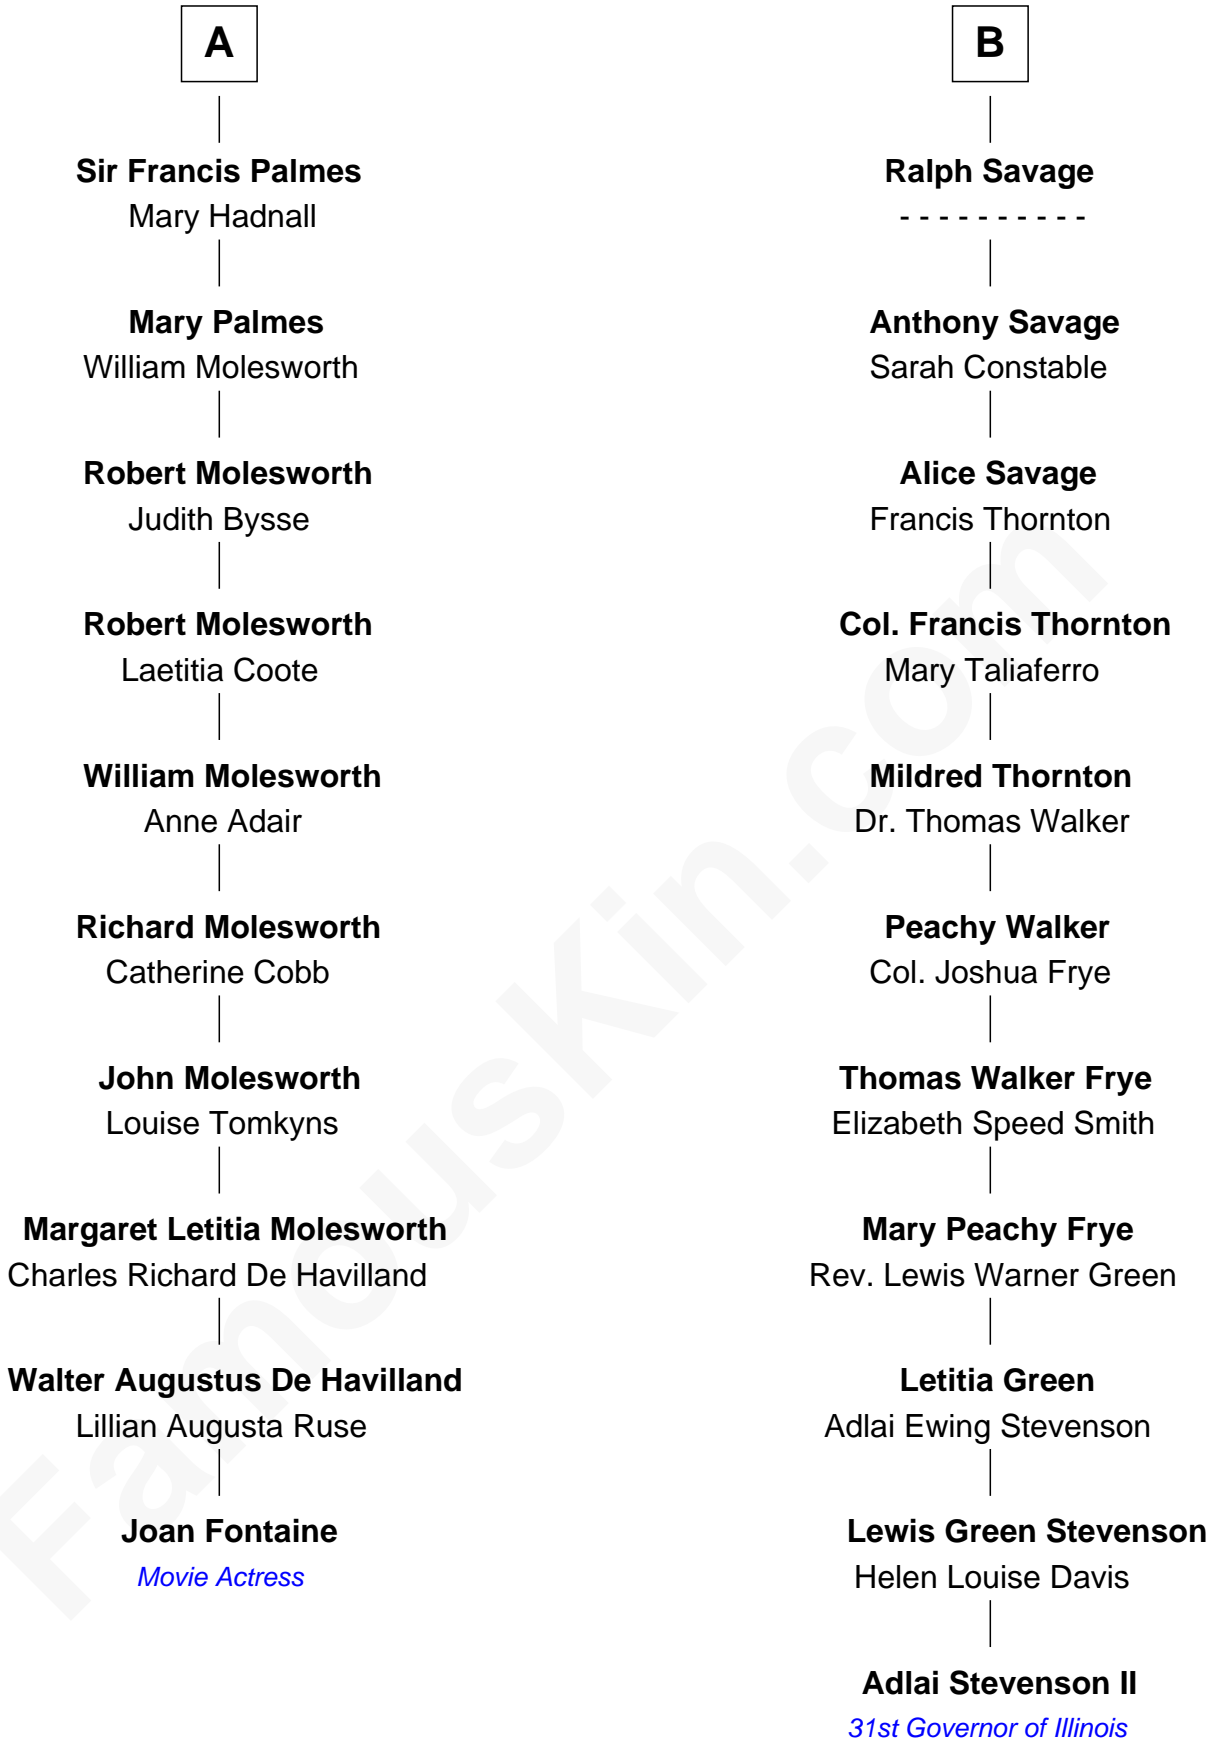 A
Sir Francis Palmes
Mary Hadnall
Mary Palmes
William Molesworth
Robert Molesworth
Judith Bysse
Robert Molesworth
Laetitia Coote
William Molesworth
Anne Adair
Richard Molesworth
Catherine Cobb
John Molesworth
Louise Tomkyns
Margaret Letitia Molesworth
Charles Richard De Havilland
Walter Augustus De Havilland
Lillian Augusta Ruse
Joan Fontaine
Movie Actress
B
Ralph Savage
- - - - - - - - - -
Anthony Savage
Sarah Constable
Alice Savage
Francis Thornton
Col. Francis Thornton
Mary Taliaferro
Mildred Thornton
Dr. Thomas Walker
Peachy Walker
Col. Joshua Frye
Thomas Walker Frye
Elizabeth Speed Smith
Mary Peachy Frye
Rev. Lewis Warner Green
Letitia Green
Adlai Ewing Stevenson
Lewis Green Stevenson
Helen Louise Davis
Adlai Stevenson II
31st Governor of Illinois
FamousKin.com